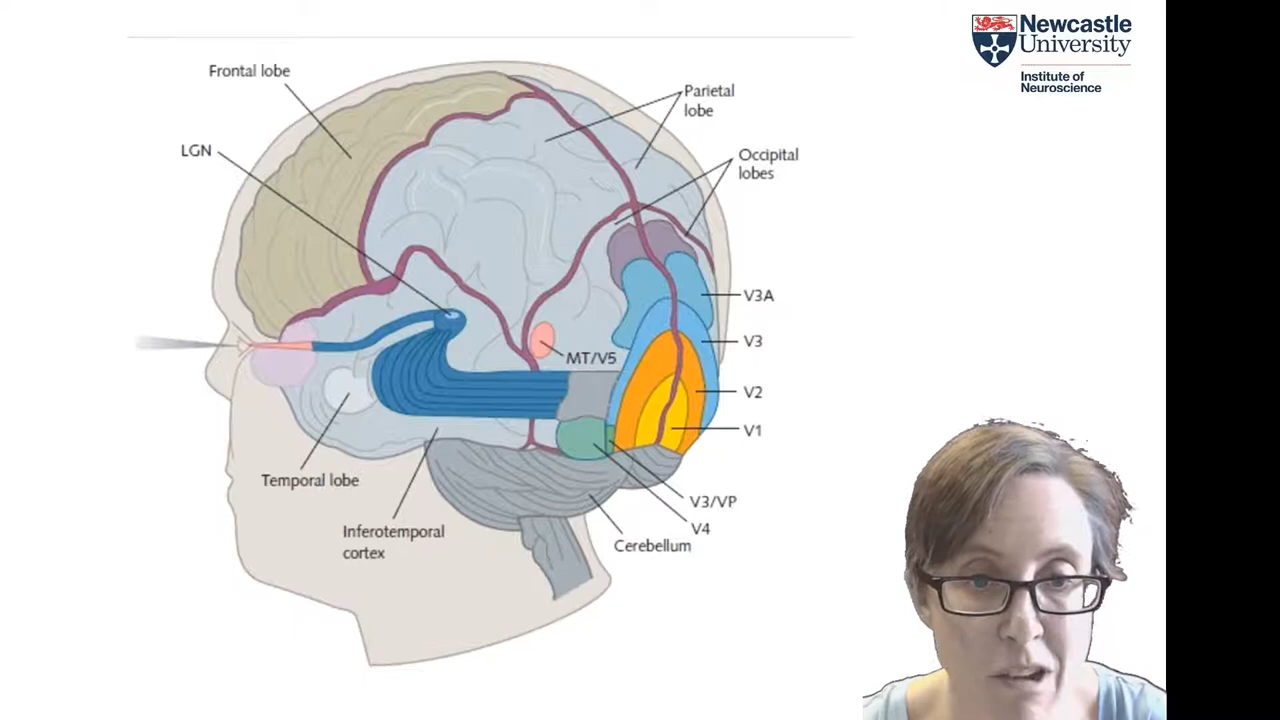 Newcastle
University
Institute of
Neuroscience
Frontal lobe
Parietal
lobe
LGN
Occipital
lobes
V3A
V3
MT/V5
V2
V1
Temporal lobe
V3/VP
V4
Inferotemporal
cortex
Cerebellum